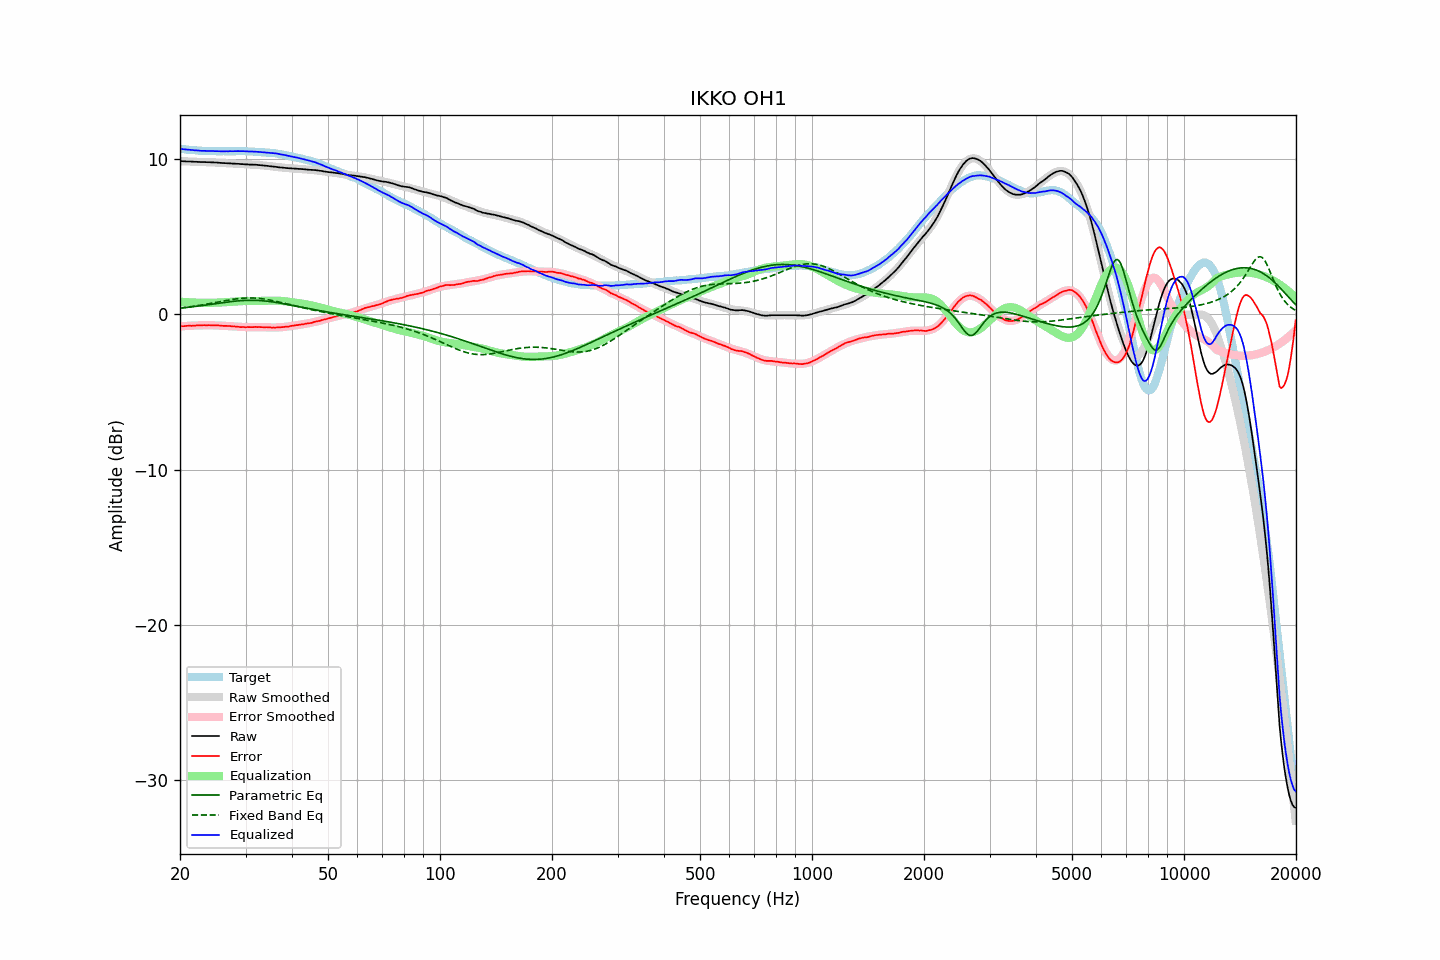 IKKO OH1
Amplitude (dBr)
10
0
−10
−20
−30
Target
Raw Smoothed
Error Smoothed
Raw
Error
Equalization
Parametric Eq
Fixed Band Eq
Equalized
20 50 100 200 500 1000 2000 5000 10000 20000
Frequency (Hz)